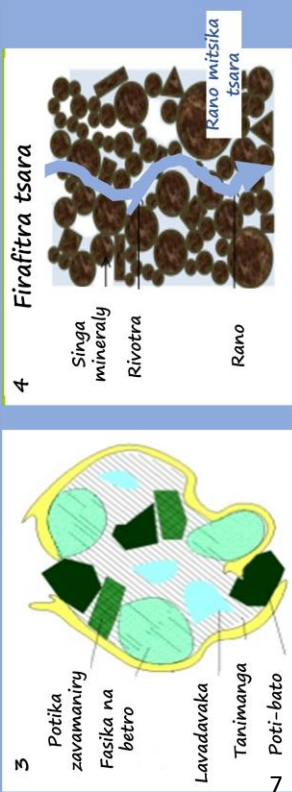 3
Potika
zavamaniry
Fasika na
betro
Lavadavaka
Tanimanga
Poti-bato
7
4 Firafitra tsara
Singa
mineraly
Rivotra
Rano
Rano mitsika
tsara